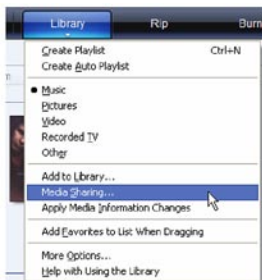 Library Rip Burn
Create Playlist Ctrl+N
Create Auto Playlist
Music
Pictures
Video
Recorded TV
Other
Add to Library...
Media Sharing...
Apply Media Information Changes
Add Favorites to List When Dragging
More Options...
Help with Using the Library